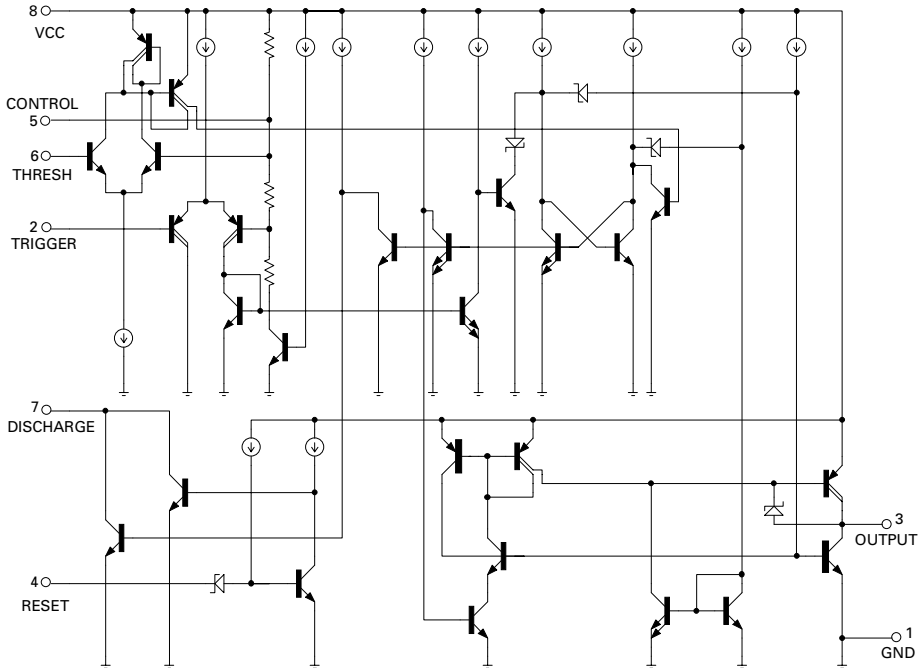 8
VCC
CONTROL
5
6
THRESH
2
TRIGGER
7
DISCHARGE
4
RESET
3
OUTPUT
1
GND